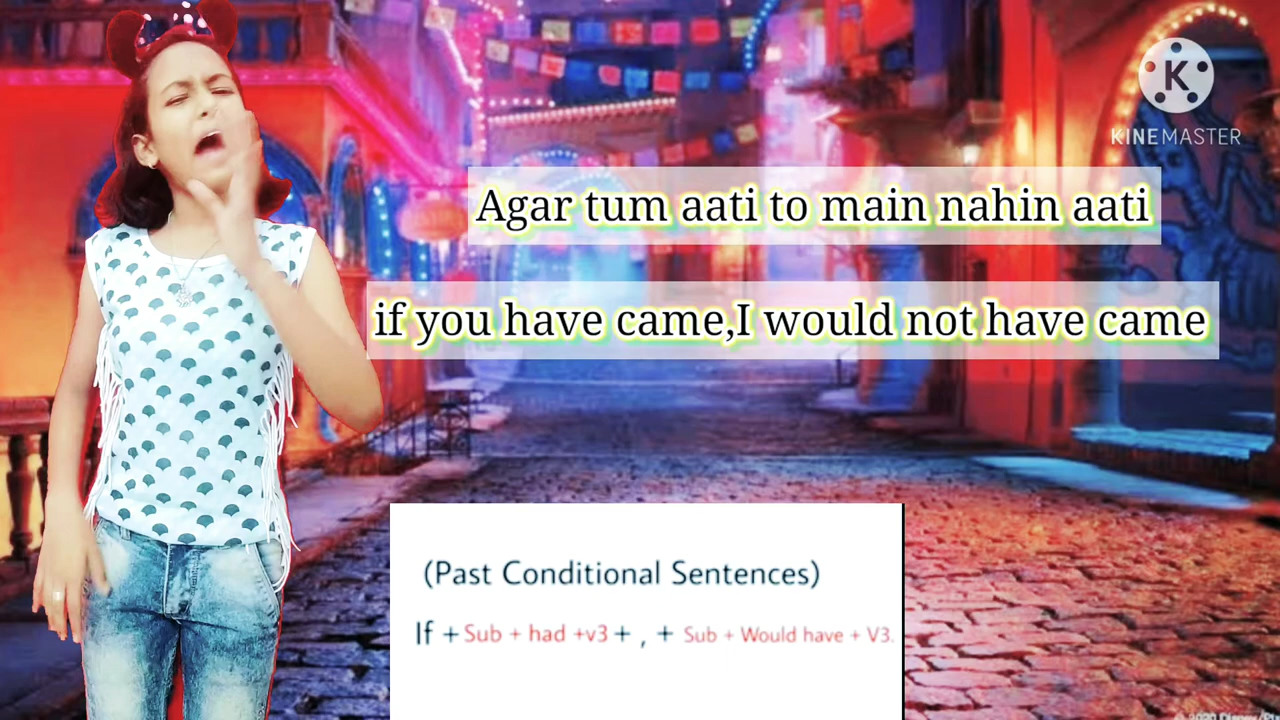 KINEMASTER
Agar tum aati to main nahin aati
if you have came,I would not have came
(Past Conditional Sentences)
If + Sub + had +v3 + , + Sub + Would have + V3.